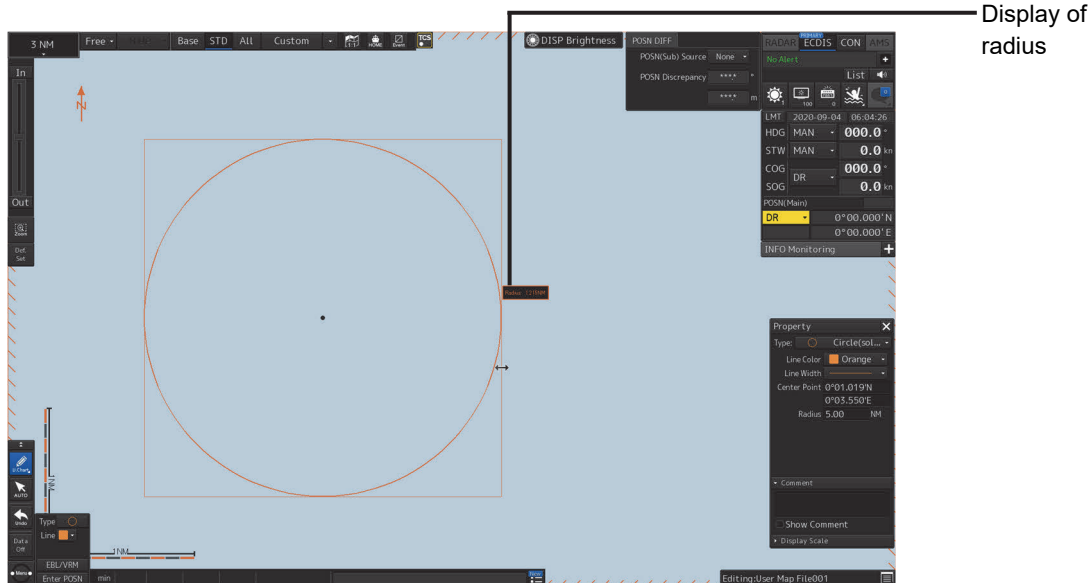 Display of
radius
3 NM
Free
Base STD All Custom
HOME
Event
TCS
DISP Brightness
POSN DIFF
POSN(Sub) Source None
POSN Discrepancy ****.* °
****.* m
RADAR ECDIS CON AMS
PRIMARY
No Alert
List
100
0
LMT 2020-09-04 06:04:26
HDG MAN 000.0 °
STW MAN 0.0 kn
COG 000.0 °
DR
SOG 0.0 kn
POSN(Main)
DR 0°00.000'N
0°00.000'E
INFO Monitoring
In
Out
Zoom
Def.
Set
N
Property
Type: Circle(sol...
Line Color Orange
Line Width
Center Point 0°01.019'N
0°03.550'E
Radius 5.00 NM
Comment
Show Comment
Display Scale
U.Chart
AUTO
Undo
Data
Off
Menu
1NM
Type
Line
1NM
EBL/VRM
Enter POSN min
New
Editing:User Map File001